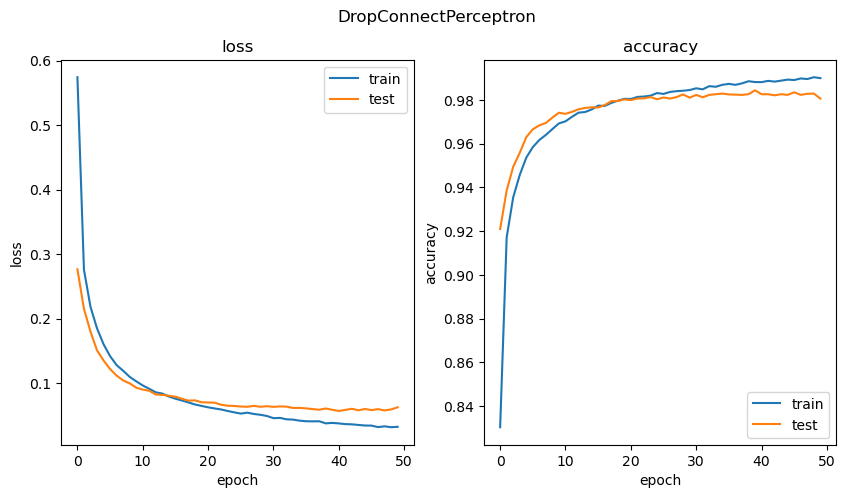 DropConnectPerceptron
loss
train
test
0.6
0.5
0.4
0.3
0.2
0.1
loss
0 10 20 30 40 50
epoch
accuracy
0.98
0.96
0.94
0.92
0.90
0.88
0.86
0.84
accuracy
train
test
0 10 20 30 40 50
epoch